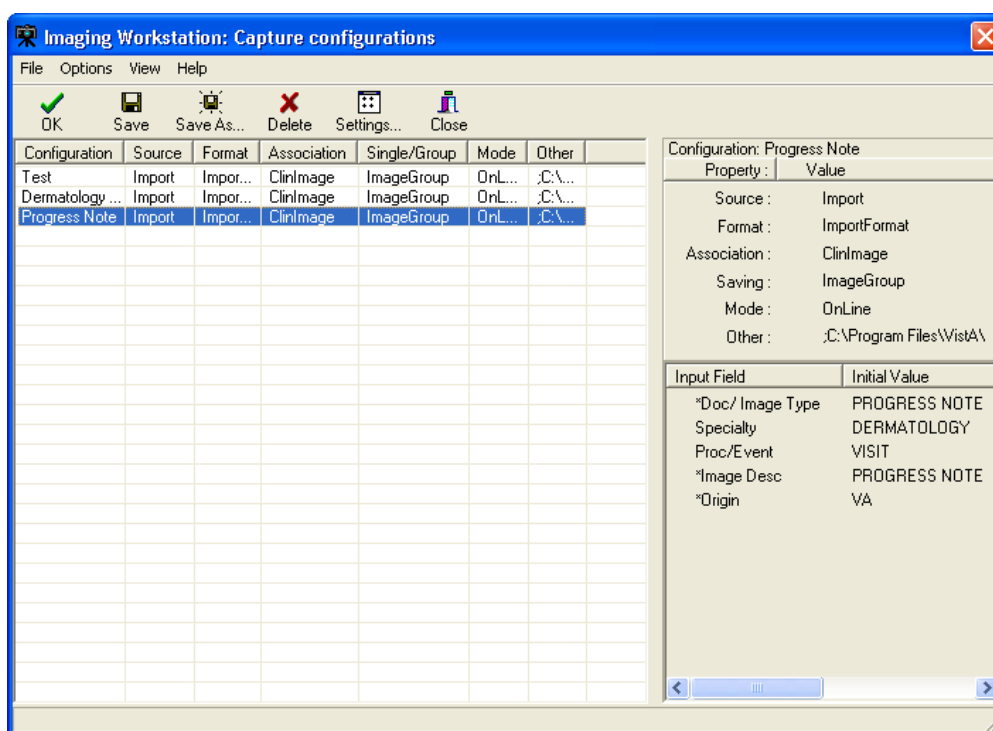 Imaging Workstation: Capture configurations
File Options View Help
OK Save Save As... Delete Settings... Close
Configuration Source Format Association Single/Group Mode Other
Test Import Impor... ClinImage ImageGroup OnL... ;C:\...
Dermatology ... Import Impor... ClinImage ImageGroup OnL... ;C:\...
Progress Note Import Impor... ClinImage ImageGroup OnL... ;C:\...
Configuration: Progress Note
Property : Value
Source : Import
Format : ImportFormat
Association : ClinImage
Saving : ImageGroup
Mode : OnLine
Other : ;C:\Program Files\VistA\
Input Field Initial Value
*Doc/ Image Type PROGRESS NOTE
Specialty DERMATOLOGY
Proc/Event VISIT
*Image Desc PROGRESS NOTE
*Origin VA